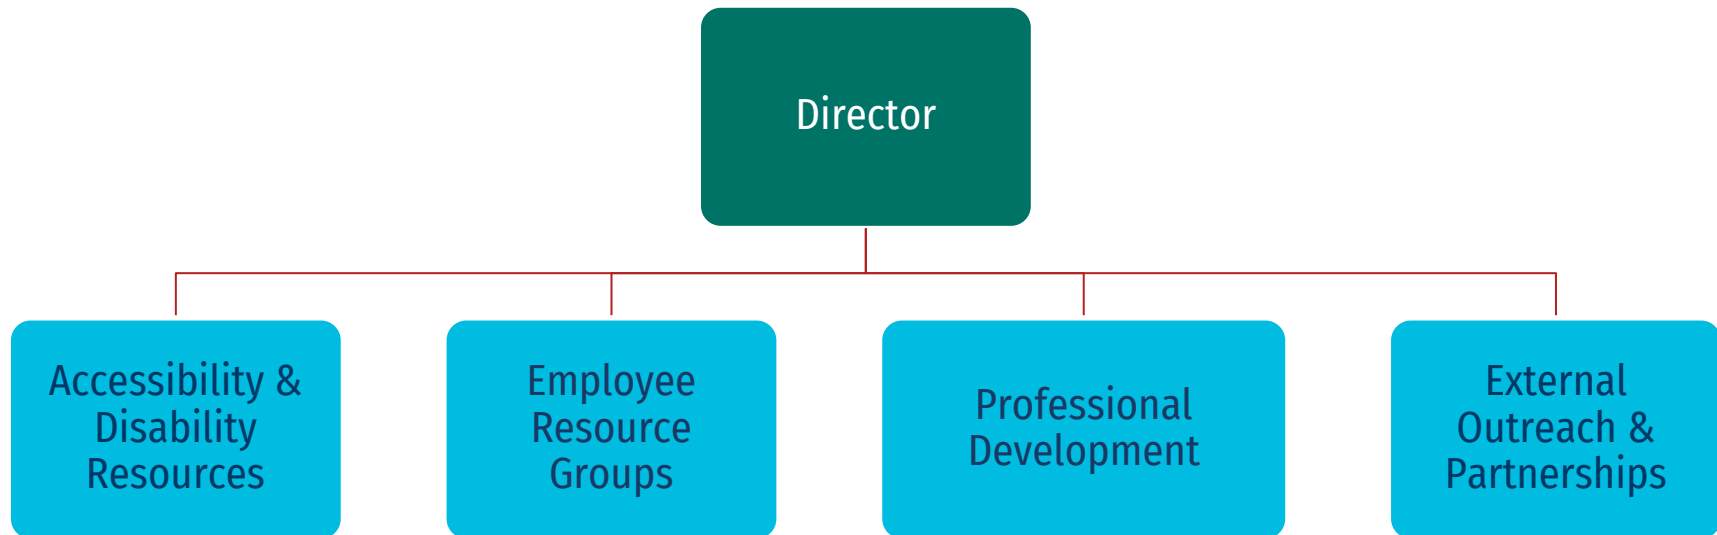 Director
Accessibility &
Disability
Resources
Employee
Resource
Groups
Professional
Development
External
Outreach &
Partnerships